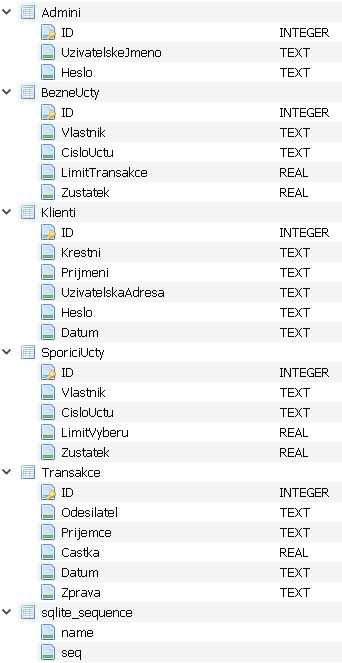 Admini
ID INTEGER
UzivatelskeJmeno TEXT
Heslo TEXT
BezneUcty
ID INTEGER
Vlastnik TEXT
CisloUctu TEXT
LimitTransakce REAL
Zustatek REAL
Klienti
ID INTEGER
Krestni TEXT
Prijmeni TEXT
UzivatelskaAdresa TEXT
Heslo TEXT
Datum TEXT
SporiciUcty
ID INTEGER
Vlastnik TEXT
CisloUctu TEXT
LimitVyberu REAL
Zustatek REAL
Transakce
ID INTEGER
Odesilatel TEXT
Prijemce TEXT
Castka REAL
Datum TEXT
Zprava TEXT
sqlite_sequence
name
seq